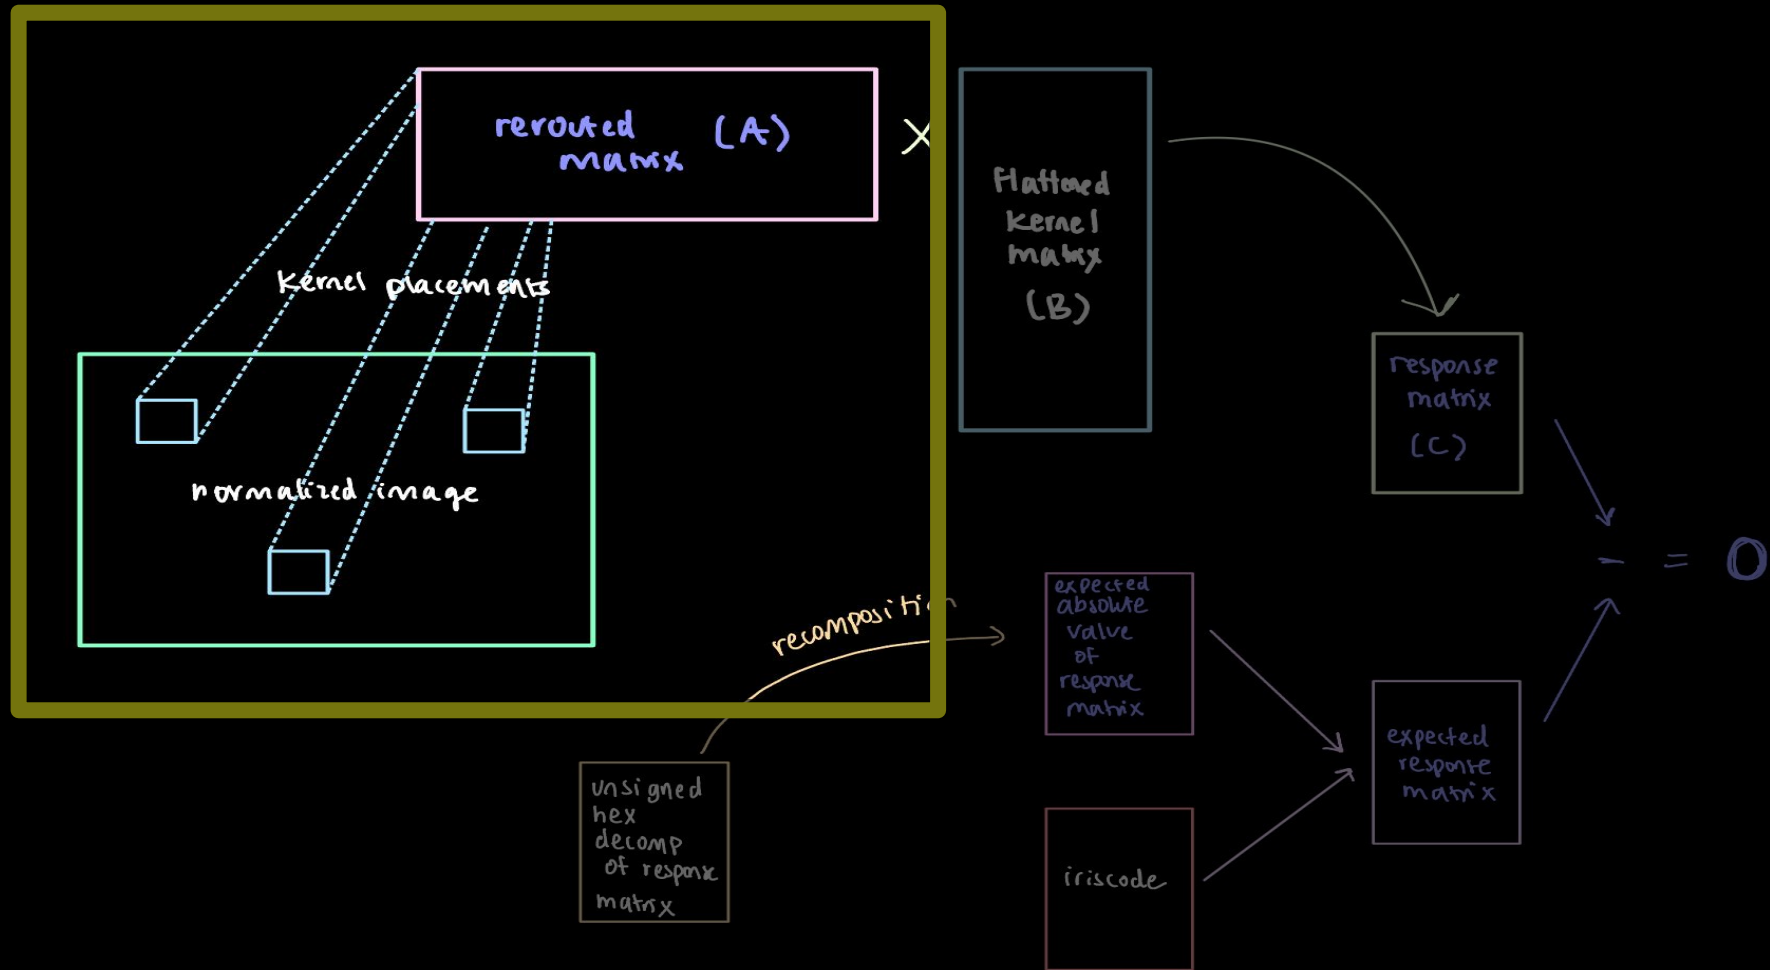 rerouted (A)
matrix
X
Flattened
kernel
matrix
(B)
kernel placements
normalized image
response
matrix
(C)
- = 0
recomposition
expected
absolute
value
of
response
matrix
expected
response
matrix
unsigned
hex
decomp
of response
matrix
iriscode